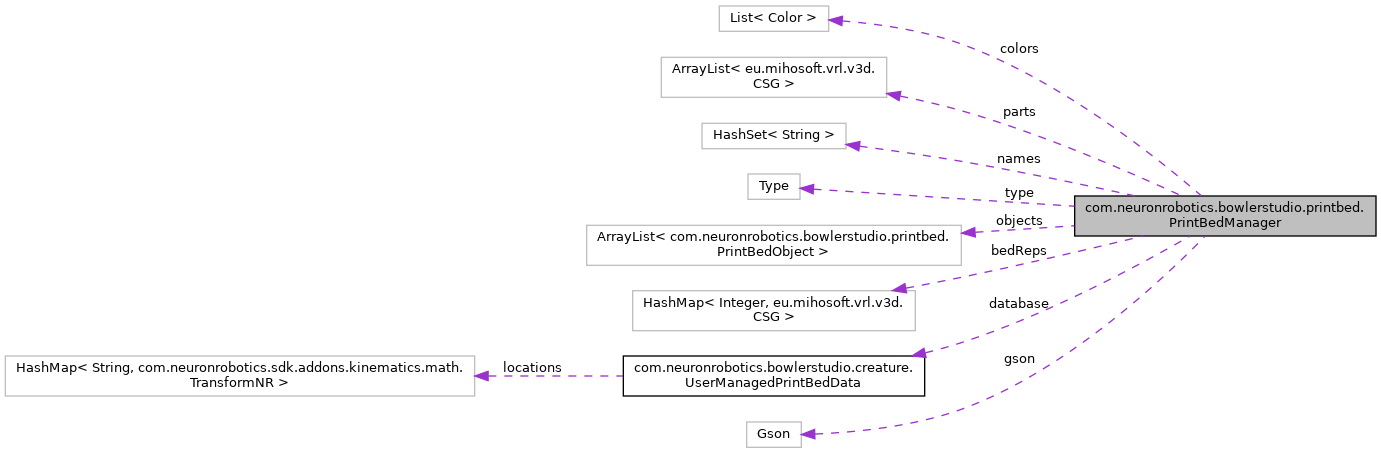 List< Color >
colors
ArrayList< eu.mihosoft.vrl.v3d.
CSG >
parts
HashSet< String >
names
Type
type
com.neuronrobotics.bowlerstudio.printbed.
PrintBedManager
objects
ArrayList< com.neuronrobotics.bowlerstudio.printbed.
PrintBedObject >
bedReps
HashMap< Integer, eu.mihosoft.vrl.v3d.
CSG >
database
HashMap< String, com.neuronrobotics.sdk.addons.kinematics.math.
TransformNR >
locations
com.neuronrobotics.bowlerstudio.creature.
UserManagedPrintBedData
gson
Gson